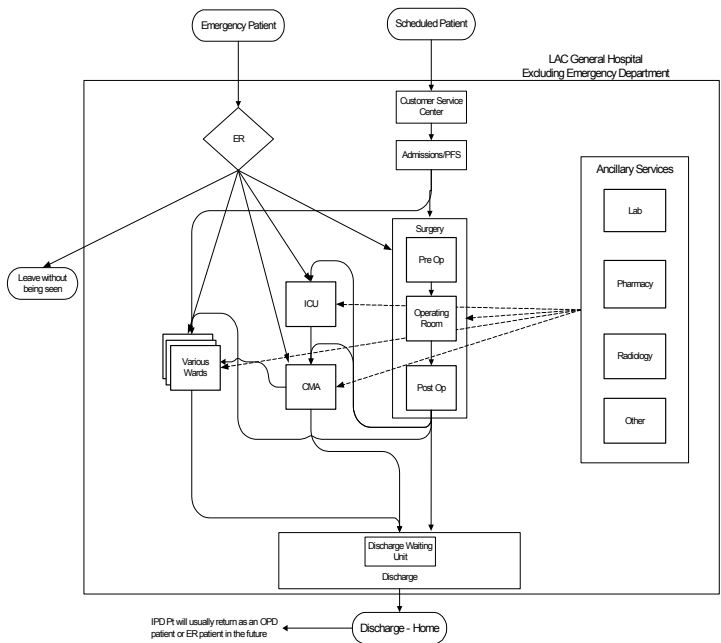 Emergency Patient
Scheduled Patient
LAC General Hospital
Excluding Emergency Department
Customer Service
Center
ER
Admissions/PFS
Ancillary Services
Lab
Surgery
Pre Op
Leave without
being seen
ICU
Operating
Room
Pharmacy
Various
Wards
CMA
Post Op
Radiology
Other
Discharge Waiting
Unit
Discharge
IPD Pt will usually return as an OPD
patient or ER patient in the future
Discharge - Home